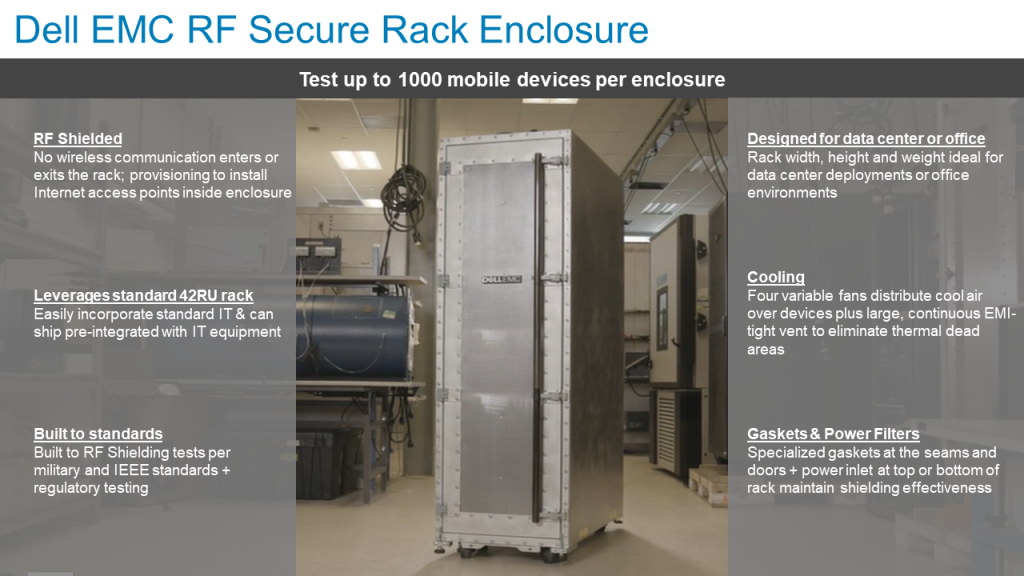 Dell EMC RF Secure Rack Enclosure
Test up to 1000 mobile devices per enclosure
RF Shielded
No wireless communication enters or
exits the rack; provisioning to install
Internet access points inside enclosure
Leverages standard 42RU rack
Easily incorporate standard IT & can
ship pre-integrated with IT equipment
Built to standards
Built to RF Shielding tests per
military and IEEE standards +
regulatory testing
DELL EMC
Designed for data center or office
Rack width, height and weight ideal for
data center deployments or office
environments
Cooling
Four variable fans distribute cool air
over devices plus large, continuous EMI-
tight vent to eliminate thermal dead
areas
Gaskets & Power Filters
Specialized gaskets at the seams and
doors + power inlet at top or bottom of
rack maintain shielding effectiveness